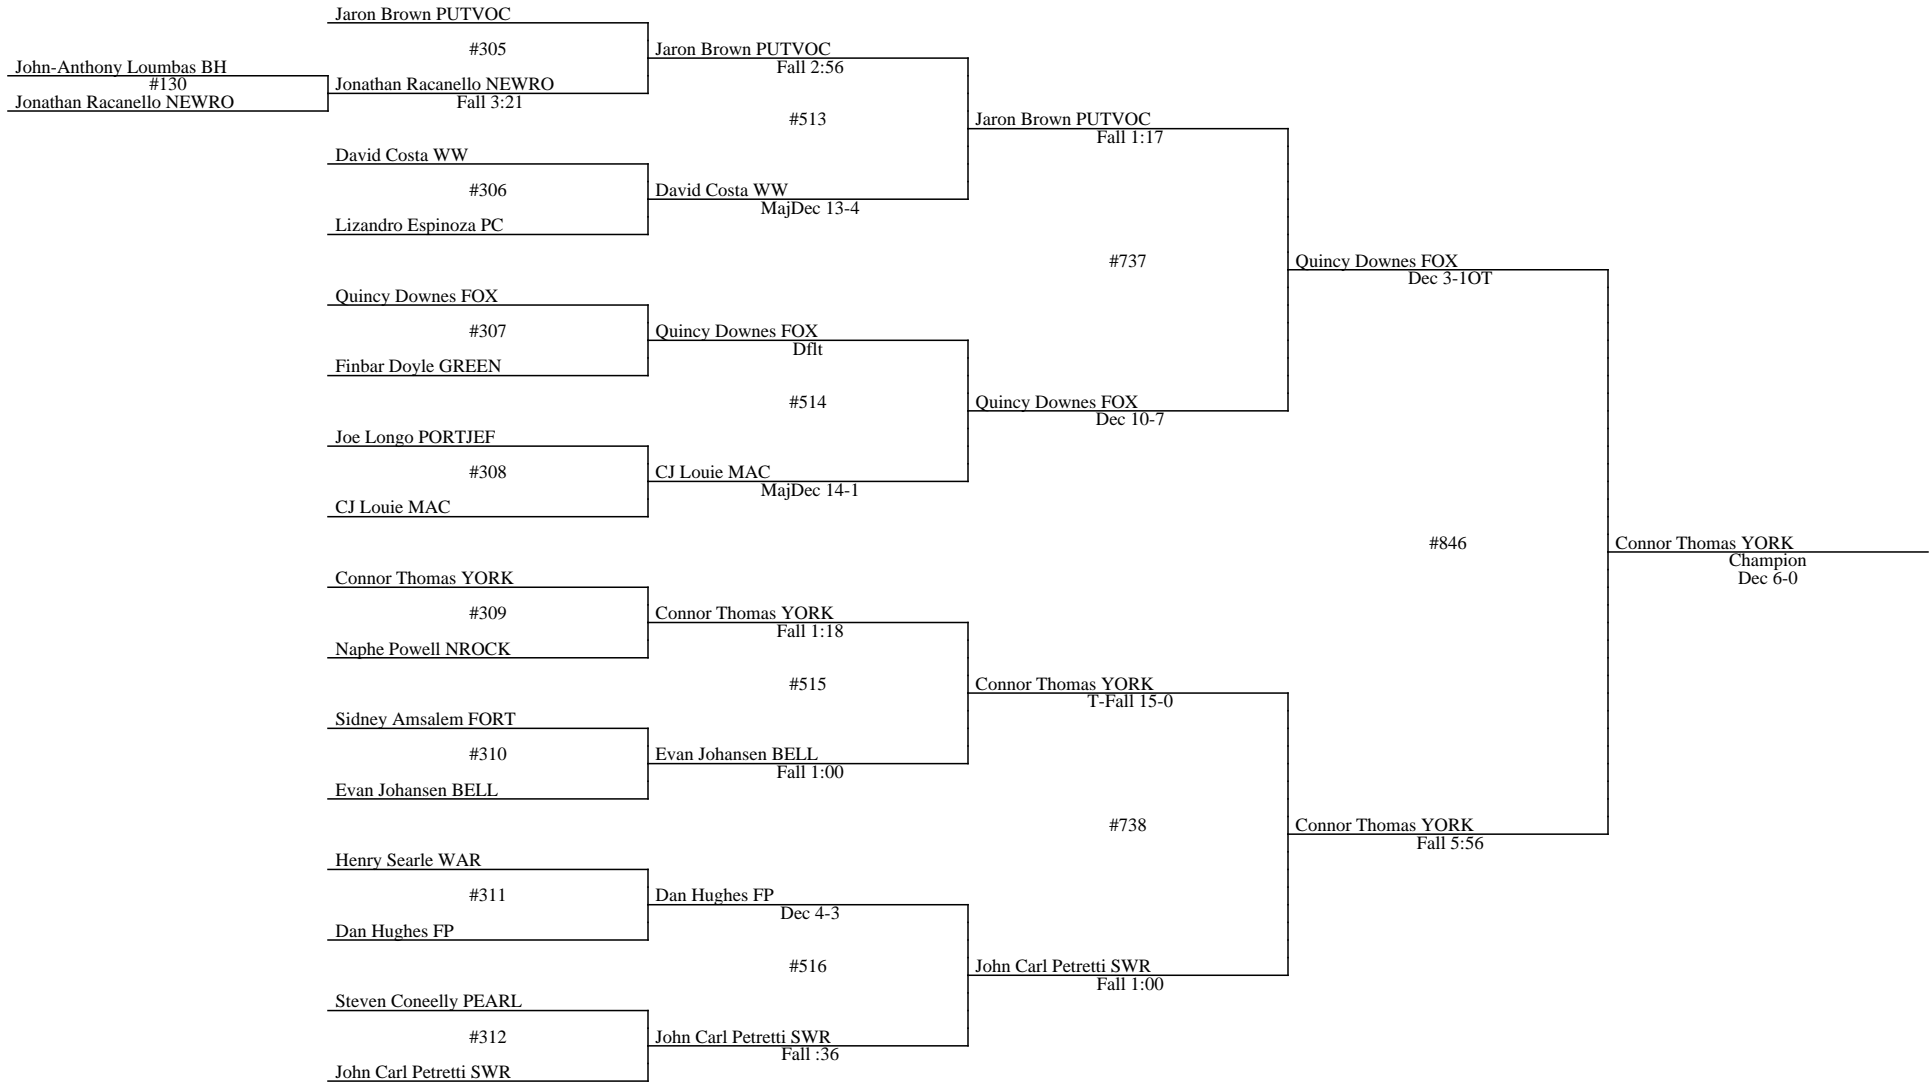 Jaron Brown PUTVOC
#305
Jaron Brown PUTVOC
Fall 2:56
John-Anthony Loumbas BH
#130
Jonathan Racanello NEWRO
Jonathan Racanello NEWRO
Fall 3:21
#513
Jaron Brown PUTVOC
Fall 1:17
David Costa WW
#306
David Costa WW
MajDec 13-4
Lizandro Espinoza PC
#737
Quincy Downes FOX
Dec 3-1OT
Quincy Downes FOX
#307
Quincy Downes FOX
Dflt
Finbar Doyle GREEN
#514
Quincy Downes FOX
Dec 10-7
Joe Longo PORTJEF
#308
CJ Louie MAC
MajDec 14-1
CJ Louie MAC
#846
Connor Thomas YORK
Champion
Dec 6-0
Connor Thomas YORK
#309
Connor Thomas YORK
Fall 1:18
Naphe Powell NROCK
#515
Connor Thomas YORK
T-Fall 15-0
Sidney Amsalem FORT
#310
Evan Johansen BELL
Fall 1:00
Evan Johansen BELL
#738
Connor Thomas YORK
Fall 5:56
Henry Searle WAR
#311
Dan Hughes FP
Dec 4-3
Dan Hughes FP
#516
John Carl Petretti SWR
Fall 1:00
Steven Coneelly PEARL
#312
John Carl Petretti SWR
Fall :36
John Carl Petretti SWR